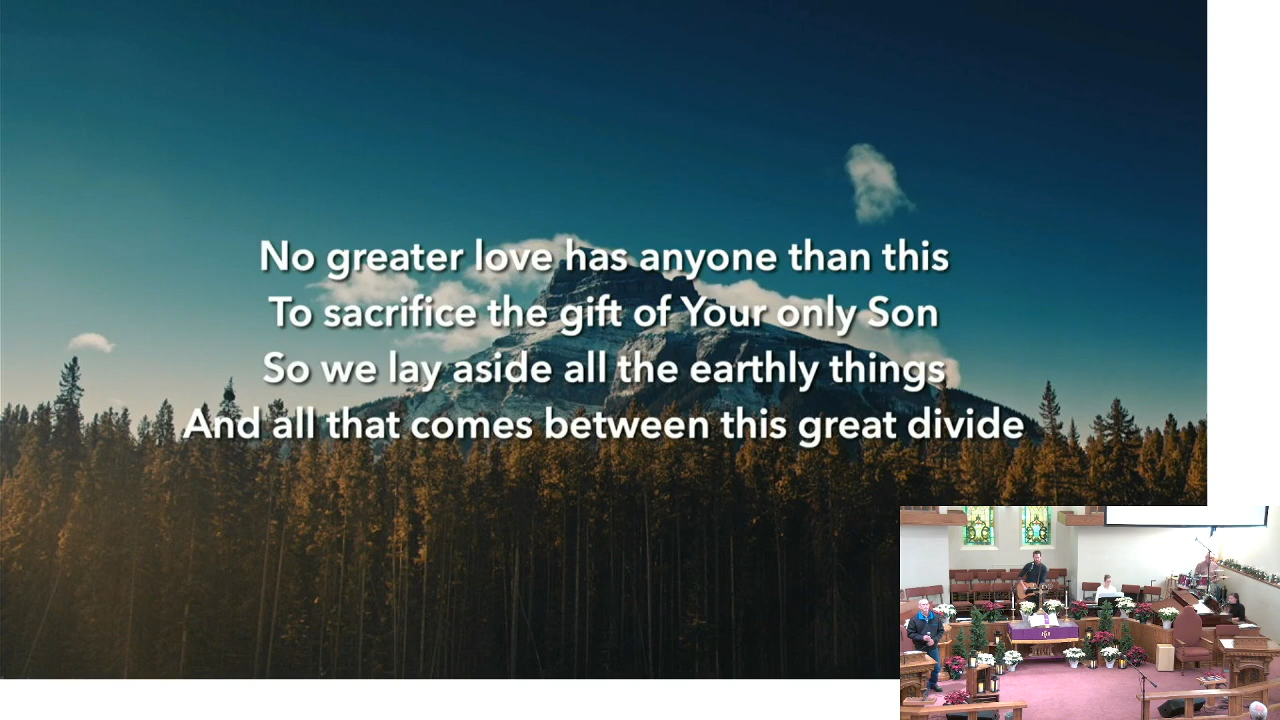 No greater love has anyone than this
To sacrifice the gift of Your only Son
So we lay aside all the earthly things
And all that comes between this great divide